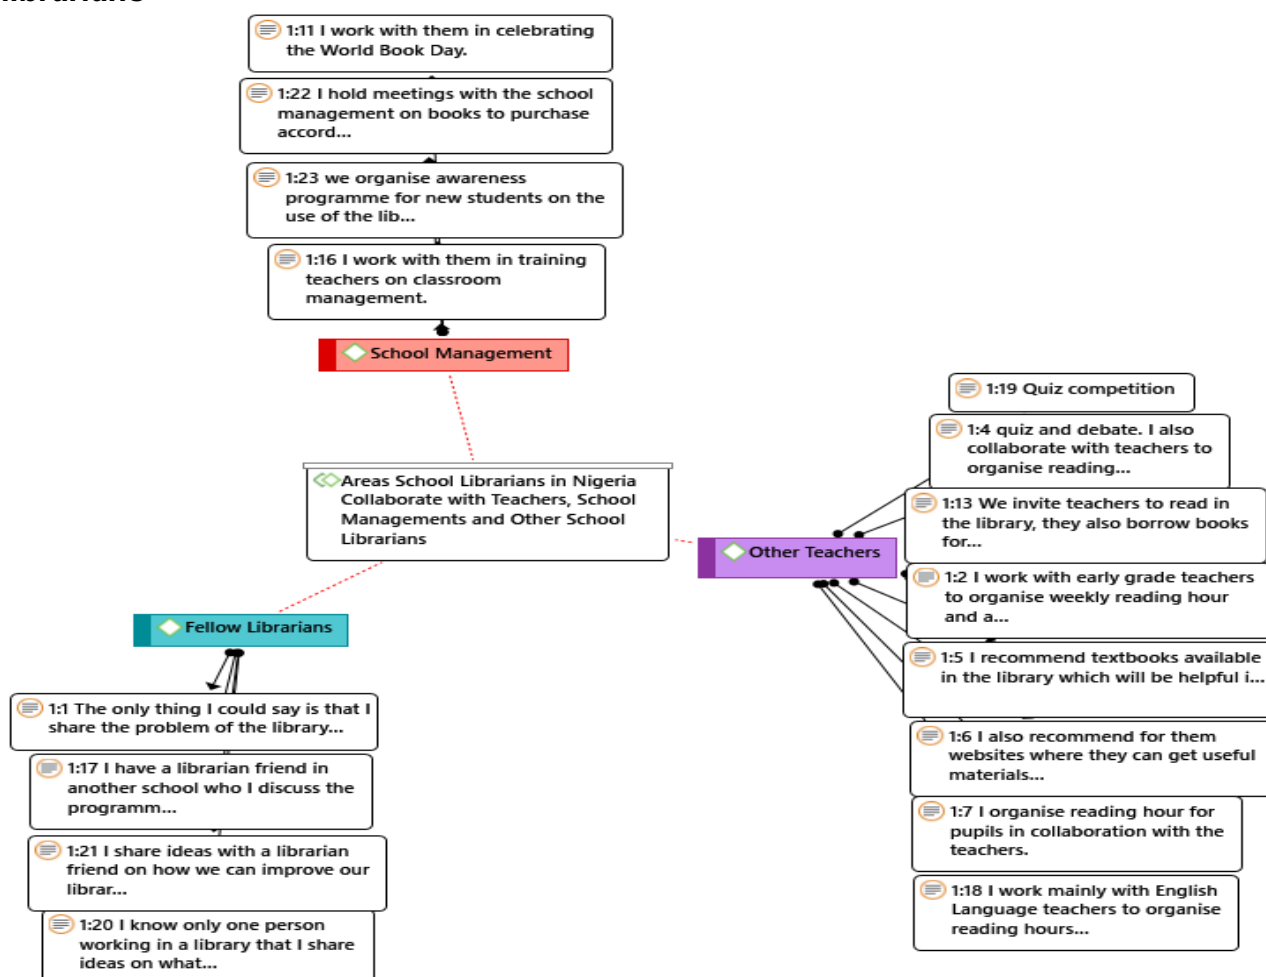 1:11 I work with them in celebrating
the World Book Day.
1:22 I hold meetings with the school
management on books to purchase
accord...
1:23 we organise awareness
programme for new students on the
use of the lib...
1:16 I work with them in training
teachers on classroom
management.
School Management
Areas School Librarians in Nigeria
Collaborate with Teachers, School
Managements and Other School
Librarians
Fellow Librarians
1:1 The only thing I could say is that I
share the problem of the library...
1:17 I have a librarian friend in
another school who I discuss the
programm...
1:21 I share ideas with a librarian
friend on how we can improve our
librar...
1:20 I know only one person
working in a library that I share
ideas on what...
Other Teachers
1:19 Quiz competition
1:4 quiz and debate. I also
collaborate with teachers to
organise reading...
1:13 We invite teachers to read in
the library, they also borrow books
for...
1:2 I work with early grade teachers
to organise weekly reading hour
and a...
1:5 I recommend textbooks available
in the library which will be helpful i...
1:6 I also recommend for them
websites where they can get useful
materials...
1:7 I organise reading hour for
pupils in collaboration with the
teachers.
1:18 I work mainly with English
Language teachers to organise
reading hours...